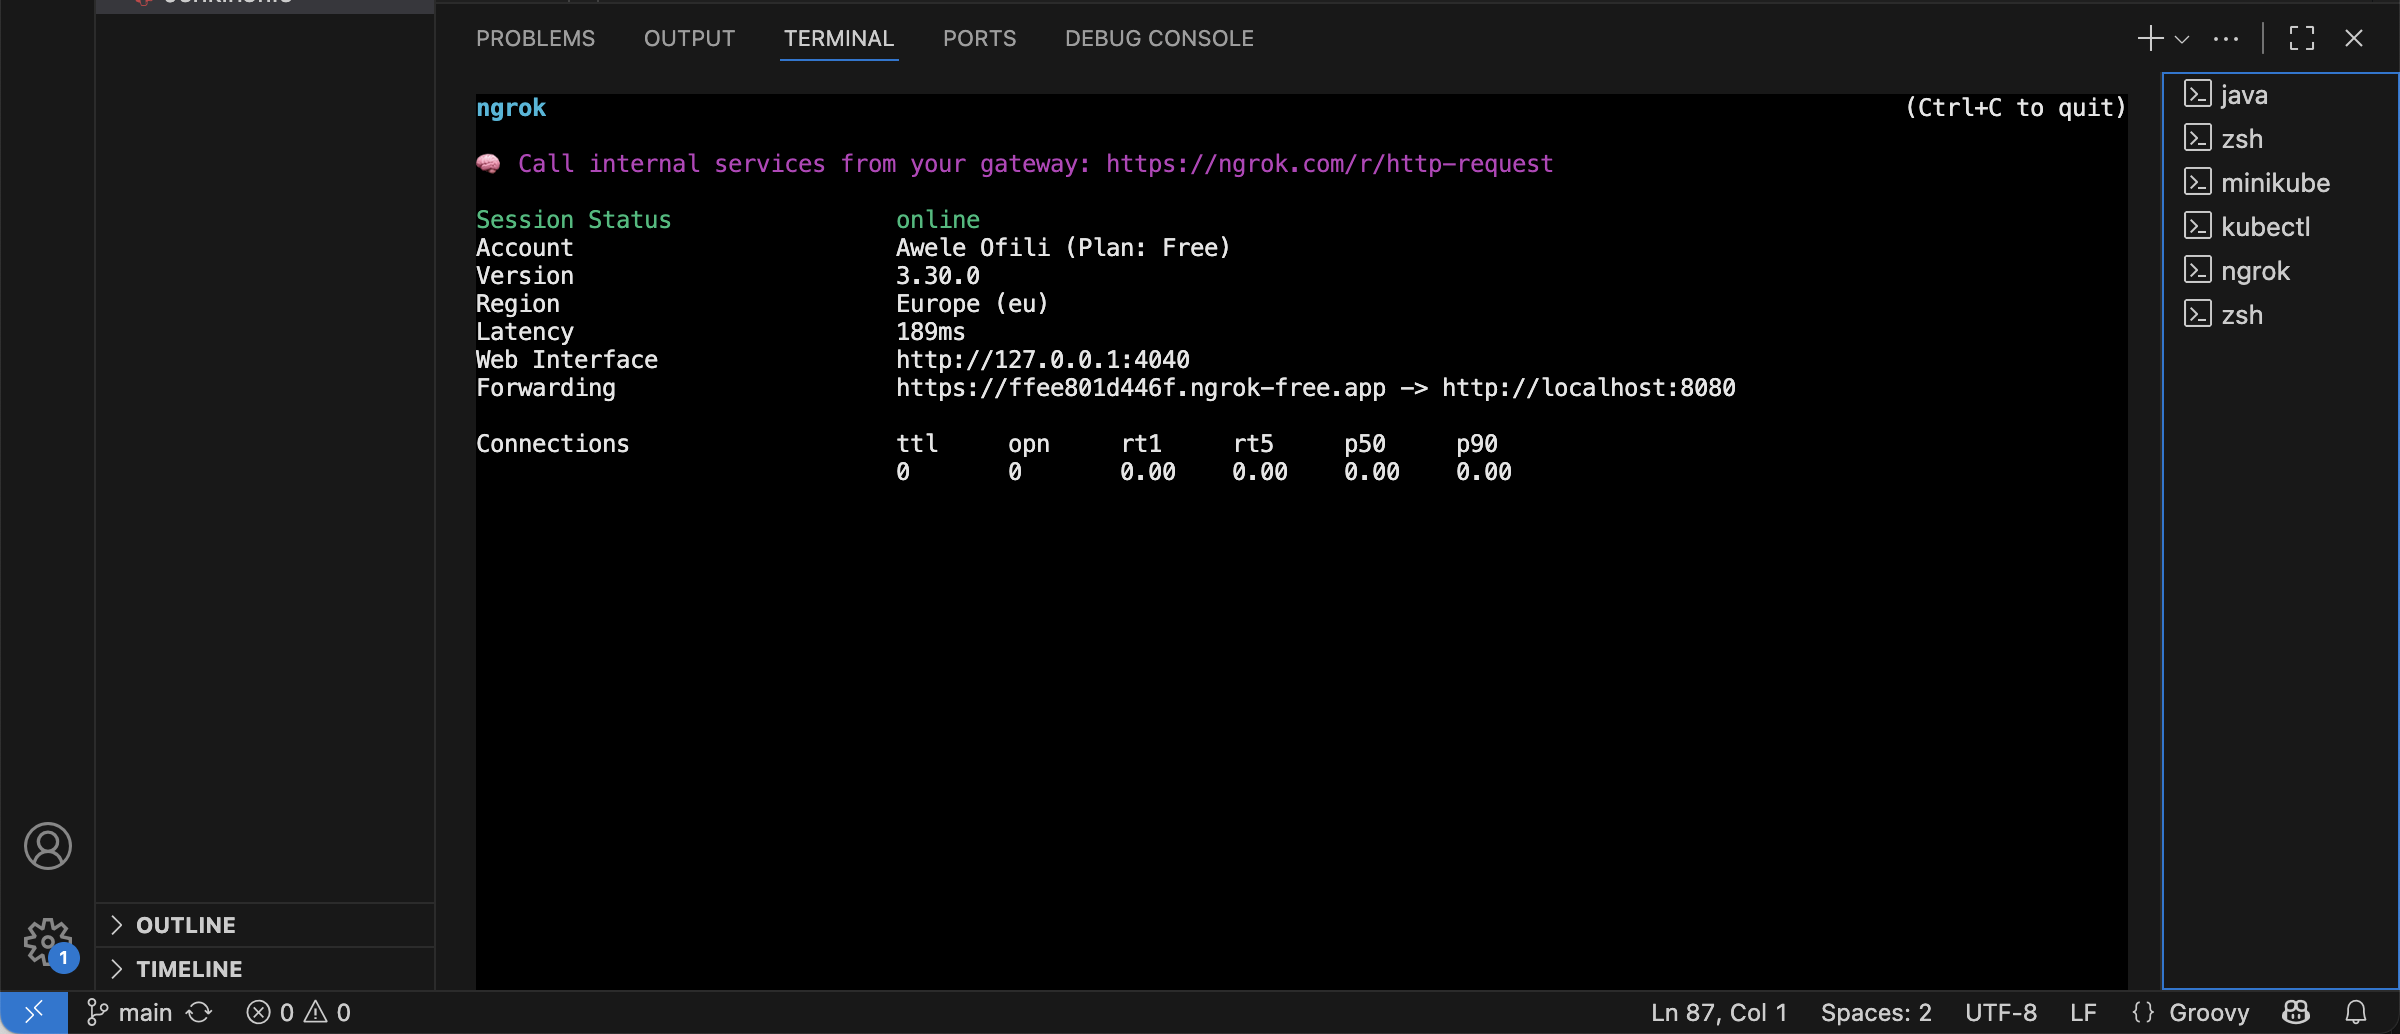 PROBLEMS OUTPUT TERMINAL PORTS DEBUG CONSOLE
ngrok (Ctrl+C to quit)
🧠 Call internal services from your gateway: https://ngrok.com/r/http-request
Session Status online
Account Awele Ofili (Plan: Free)
Version 3.30.0
Region Europe (eu)
Latency 189ms
Web Interface http://127.0.0.1:4040
Forwarding https://ffee801d446f.ngrok-free.app -> http://localhost:8080
Connections ttl opn rt1 rt5 p50 p90
0 0 0.00 0.00 0.00 0.00
java
zsh
minikube
kubectl
ngrok
zsh
OUTLINE
TIMELINE
1
main 0 0 Ln 87, Col 1 Spaces: 2 UTF-8 LF {} Groovy